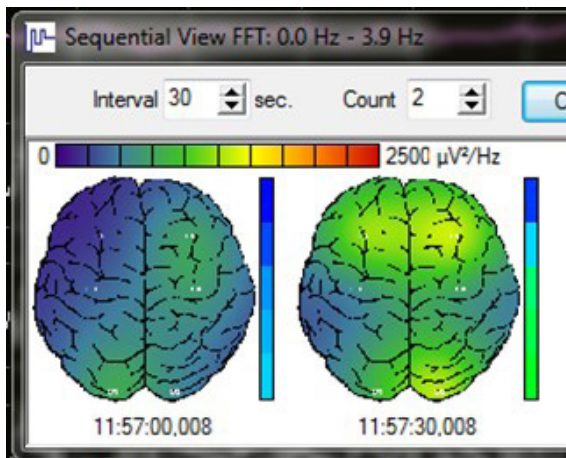 Sequential View FFT: 0.0 Hz - 3.9 Hz
Interval 30 sec. Count 2
0 2500 µV²/Hz
11:57:00,008 11:57:30,008